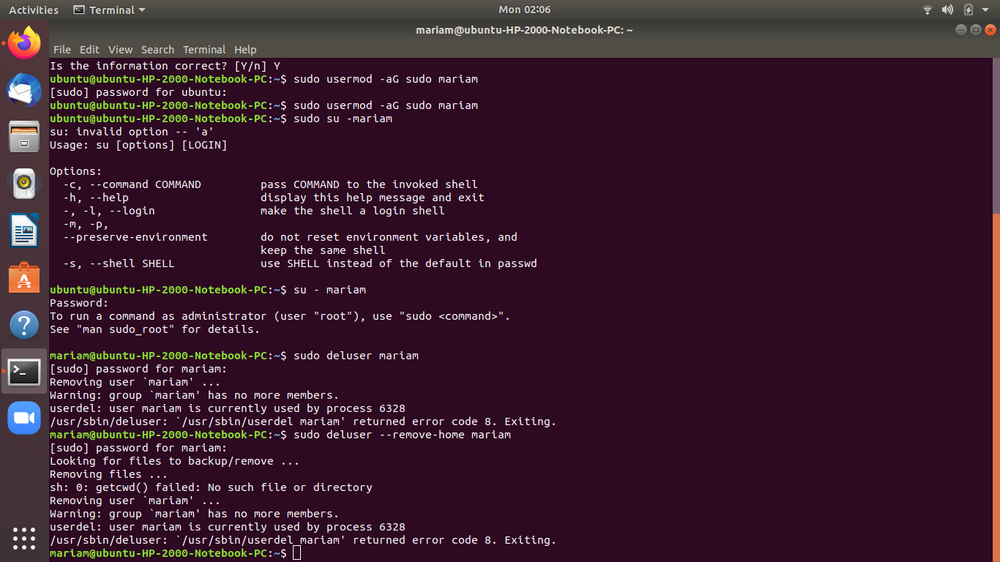 Activities Terminal Mon 02:06
mariam@ubuntu-HP-2000-Notebook-PC: ~
File Edit View Search Terminal Help
Is the information correct? [Y/n] Y
ubuntu@ubuntu-HP-2000-Notebook-PC:~$ sudo usermod -aG sudo mariam
[sudo] password for ubuntu:
ubuntu@ubuntu-HP-2000-Notebook-PC:~$ sudo usermod -aG sudo mariam
ubuntu@ubuntu-HP-2000-Notebook-PC:~$ sudo su -mariam
su: invalid option -- 'a'
Usage: su [options] [LOGIN]

Options:
  -c, --command COMMAND         pass COMMAND to the invoked shell
  -h, --help                    display this help message and exit
  -, -l, --login                make the shell a login shell
  -m, -p,
  --preserve-environment        do not reset environment variables, and
                                keep the same shell
  -s, --shell SHELL             use SHELL instead of the default in passwd

ubuntu@ubuntu-HP-2000-Notebook-PC:~$ su - mariam
Password:
To run a command as administrator (user "root"), use "sudo <command>".
See "man sudo_root" for details.

mariam@ubuntu-HP-2000-Notebook-PC:~$ sudo deluser mariam
[sudo] password for mariam:
Removing user `mariam' ...
Warning: group `mariam' has no more members.
userdel: user mariam is currently used by process 6328
/usr/sbin/deluser: `/usr/sbin/userdel mariam' returned error code 8. Exiting.
mariam@ubuntu-HP-2000-Notebook-PC:~$ sudo deluser --remove-home mariam
[sudo] password for mariam:
Looking for files to backup/remove ...
Removing files ...
sh: 0: getcwd() failed: No such file or directory
Removing user `mariam' ...
Warning: group `mariam' has no more members.
userdel: user mariam is currently used by process 6328
/usr/sbin/deluser: `/usr/sbin/userdel mariam' returned error code 8. Exiting.
mariam@ubuntu-HP-2000-Notebook-PC:~$